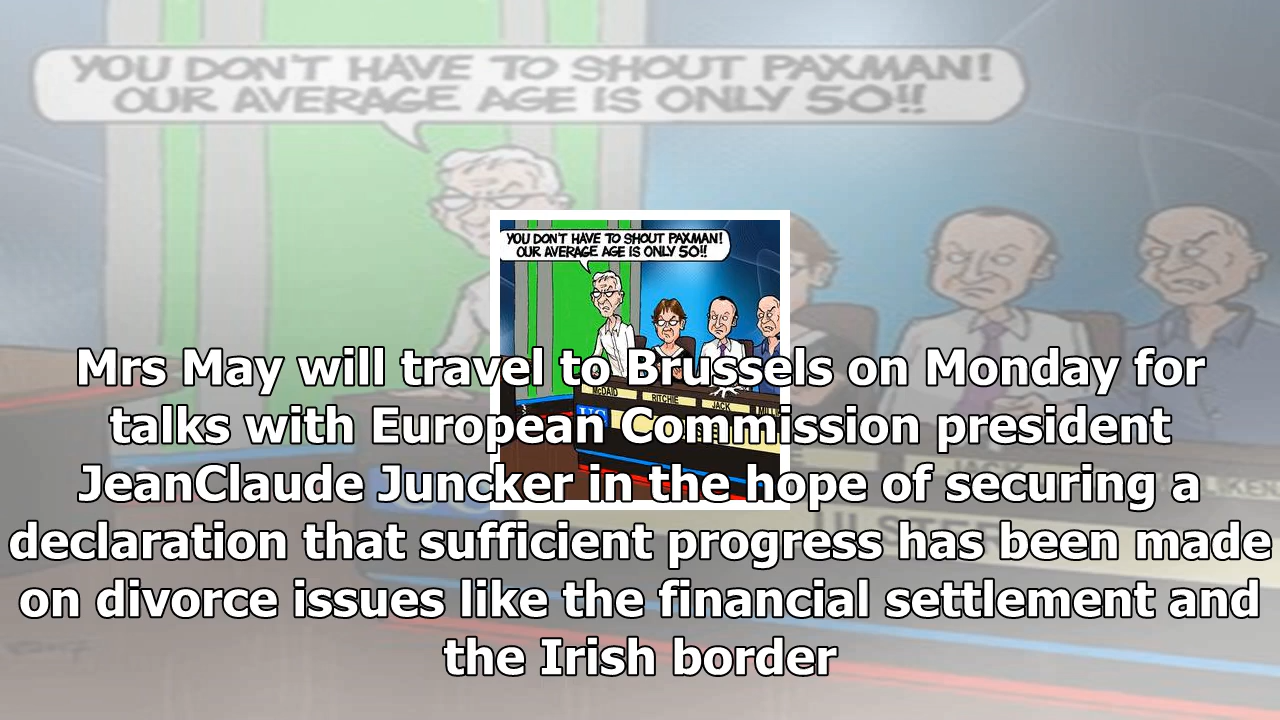 YOU DON'T HAVE TO SHOUT PAXMAN!
OUR AVERAGE AGE IS ONLY 50!!
YOU DON'T HAVE TO SHOUT PAXMAN!
OUR AVERAGE AGE IS ONLY 50!!
Mrs May will travel to Brussels on Monday for
talks with European Commission president
JeanClaude Juncker in the hope of securing a
declaration that sufficient progress has been made
on divorce issues like the financial settlement and
the Irish border
McDAID
RITCHIE
JACK
ULSTER